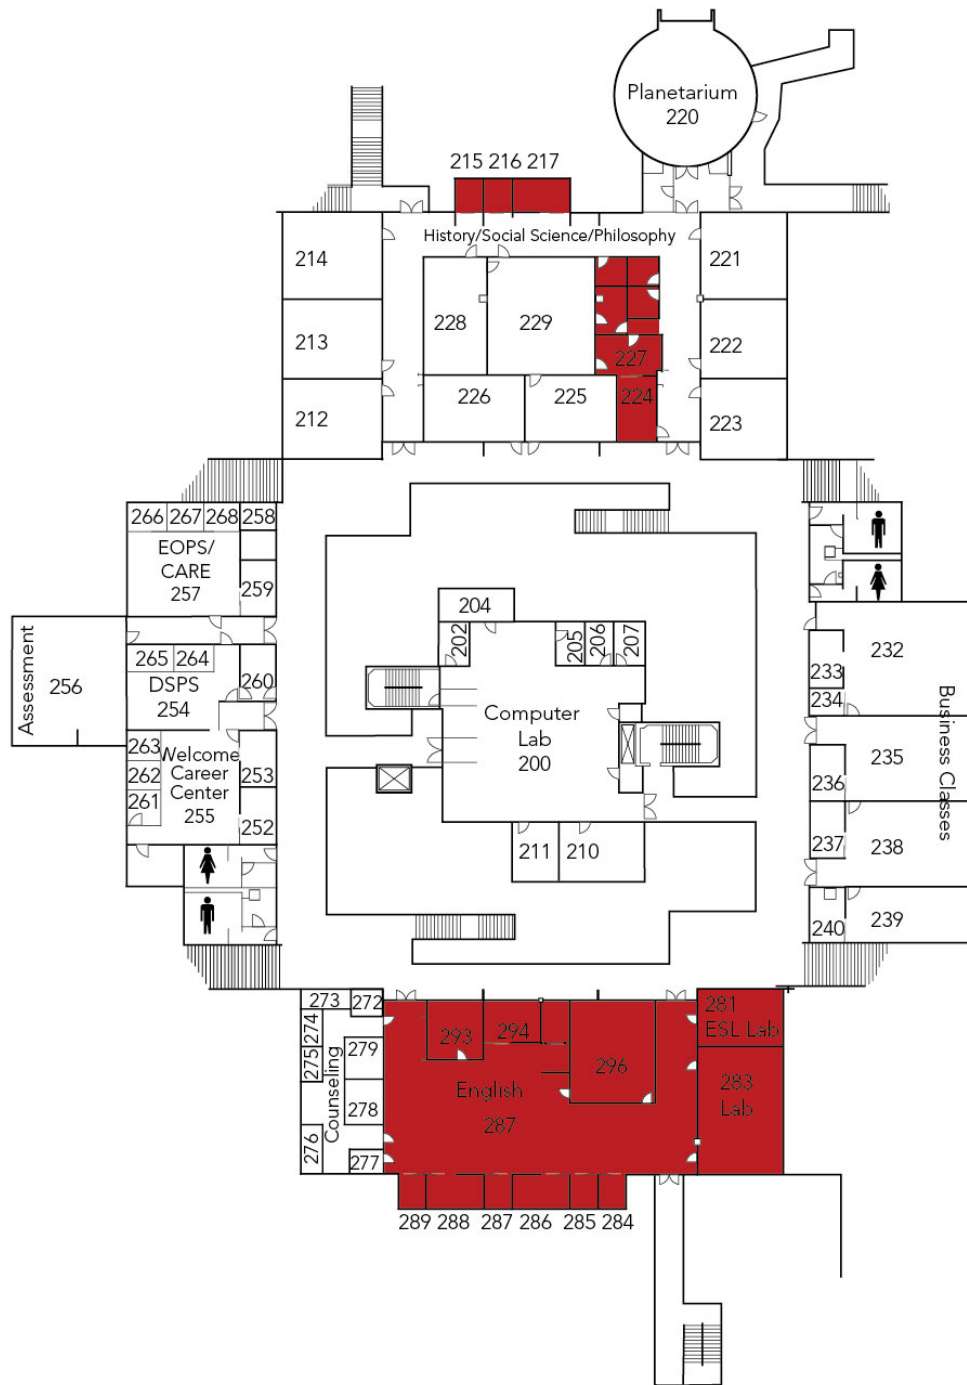 Planetarium
220
215 216 217
History/Social Science/Philosophy
214
221
228
229
213
222
227
226
225
224
212
223
266 267 268 258
EOPS/
CARE
257
259
204
202
205
206
207
232
Assessment
256
265 264
DSPS
254
260
233
234
Computer
Lab
200
Business Classes
235
263
Welcome
Career
Center
255
262
261
253
252
236
237
238
211
210
240
239
273 272
274
275
279
Counseling
278
276
277
293
294
296
English
287
281
ESL Lab
283
Lab
289 288 287 286 285 284